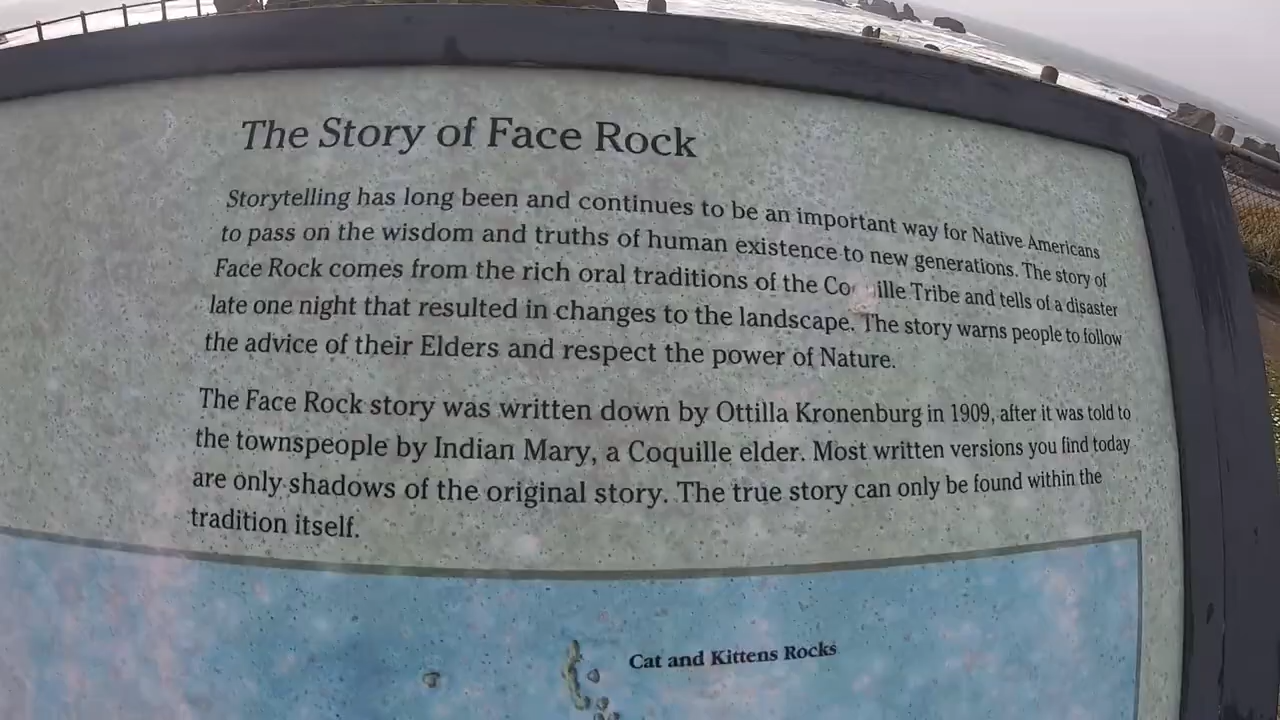 The Story of Face Rock
Storytelling has long been and continues to be an important way for Native Americans
to pass on the wisdom and truths of human existence to new generations. The story of
Face Rock comes from the rich oral traditions of the Co ille Tribe and tells of a disaster
late one night that resulted in changes to the landscape. The story warns people to follow
the advice of their Elders and respect the power of Nature.
The Face Rock story was written down by Ottilla Kronenburg in 1909, after it was told to
the townspeople by Indian Mary, a Coquille elder. Most written versions you find today
are only shadows of the original story. The true story can only be found within the
tradition itself.
Cat and Kittens Rocks